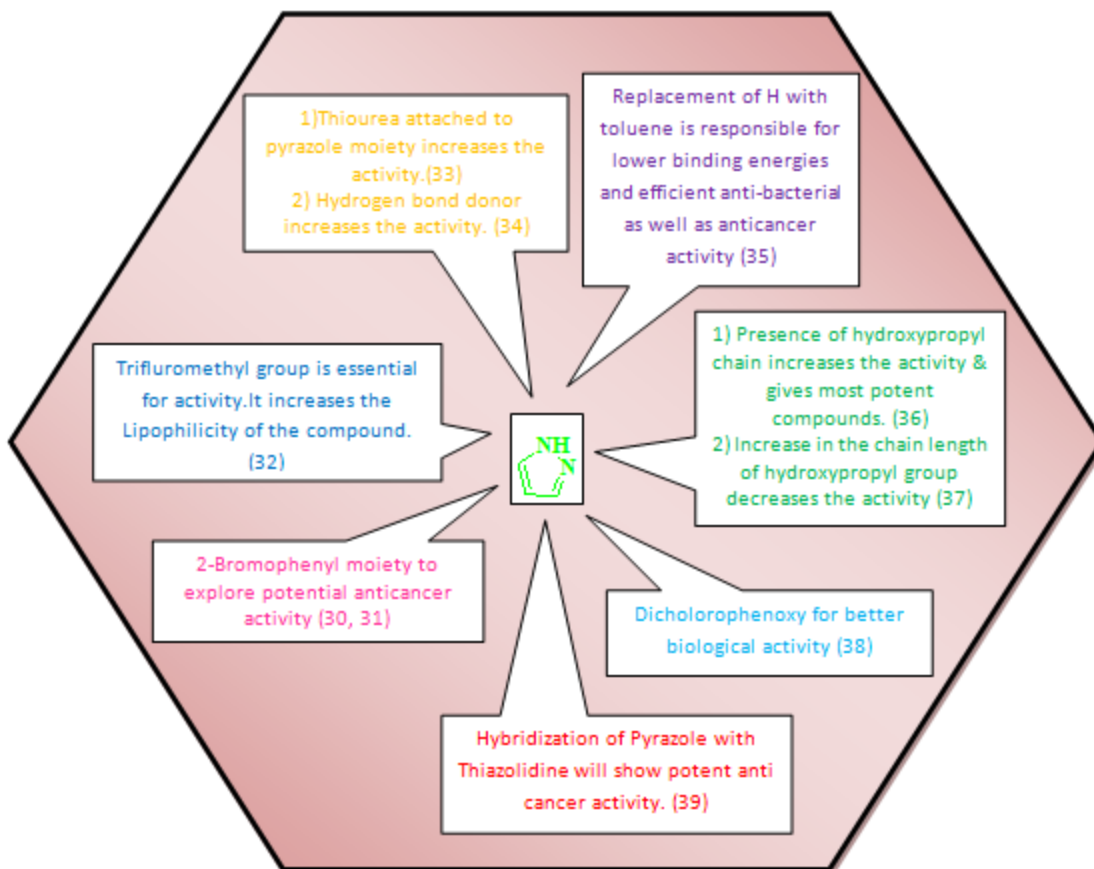 1)Thiourea attached to
pyrazole moiety increases the
activity.(33)
2) Hydrogen bond donor
increases the activity. (34)
Replacement of H with
toluene is responsible for
lower binding energies
and efficient anti-bacterial
as well as anticancer
activity (35)
Trifluromethyl group is essential
for activity.It increases the
Lipophilicity of the compound.
(32)
NH
N
1) Presence of hydroxypropyl
chain increases the activity &
gives most potent
compounds. (36)
2) Increase in the chain length
of hydroxypropyl group
decreases the activity (37)
2-Bromophenyl moiety to
explore potential anticancer
activity (30, 31)
Dicholorophenoxy for better
biological activity (38)
Hybridization of Pyrazole with
Thiazolidine will show potent anti
cancer activity. (39)